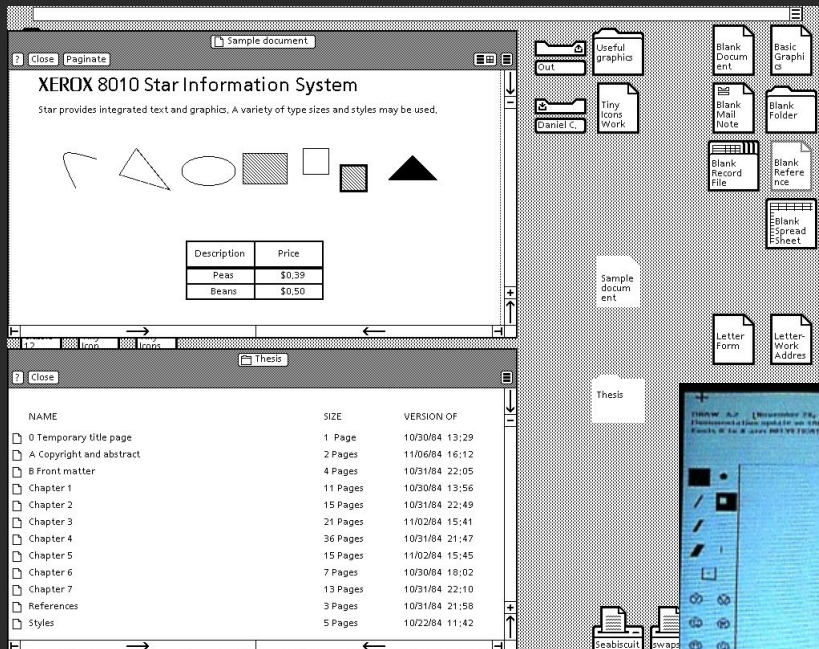 Sample document
? Close Paginate
XEROX 8010 Star Information System
Star provides integrated text and graphics. A variety of type sizes and styles may be used.
Description Price
Peas $0.39
Beans $0.50
Thesis
? Close
NAME SIZE VERSION OF
0 Temporary title page 1 Page 10/30/84 13:29
A Copyright and abstract 2 Pages 11/06/84 16:12
B Front matter 4 Pages 10/31/84 22:05
Chapter 1 11 Pages 10/30/84 13:56
Chapter 2 15 Pages 10/31/84 22:49
Chapter 3 21 Pages 11/02/84 15:41
Chapter 4 36 Pages 10/31/84 21:47
Chapter 5 15 Pages 11/02/84 15:45
Chapter 6 7 Pages 10/30/84 18:02
Chapter 7 13 Pages 10/31/84 22:10
References 3 Pages 10/31/84 21:58
Styles 5 Pages 10/22/84 11:42
Out
Useful
graphics
Daniel C.
Tiny
Icons
Work
Blank
Docum
ent
Basic
Graphi
cs
Blank
Mail
Note
Blank
Folder
Blank
Record
File
Blank
Refere
nce
Blank
Spread
Sheet
Sample
docum
ent
Letter
Form
Letter-
Work
Addres
Thesis
Seabiscuit
swaps